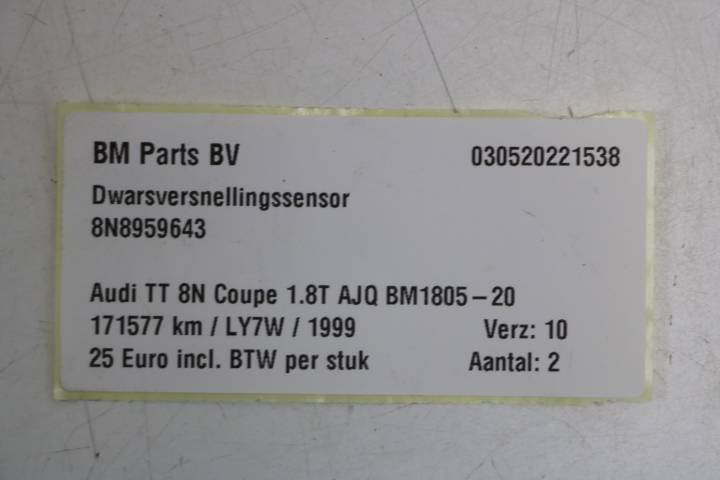 BM Parts BV 030520221538
Dwarsversnellingssensor
8N8959643
Audi TT 8N Coupe 1.8T AJQ BM1805-20
171577 km / LY7W / 1999 Verz: 10
25 Euro incl. BTW per stuk Aantal: 2